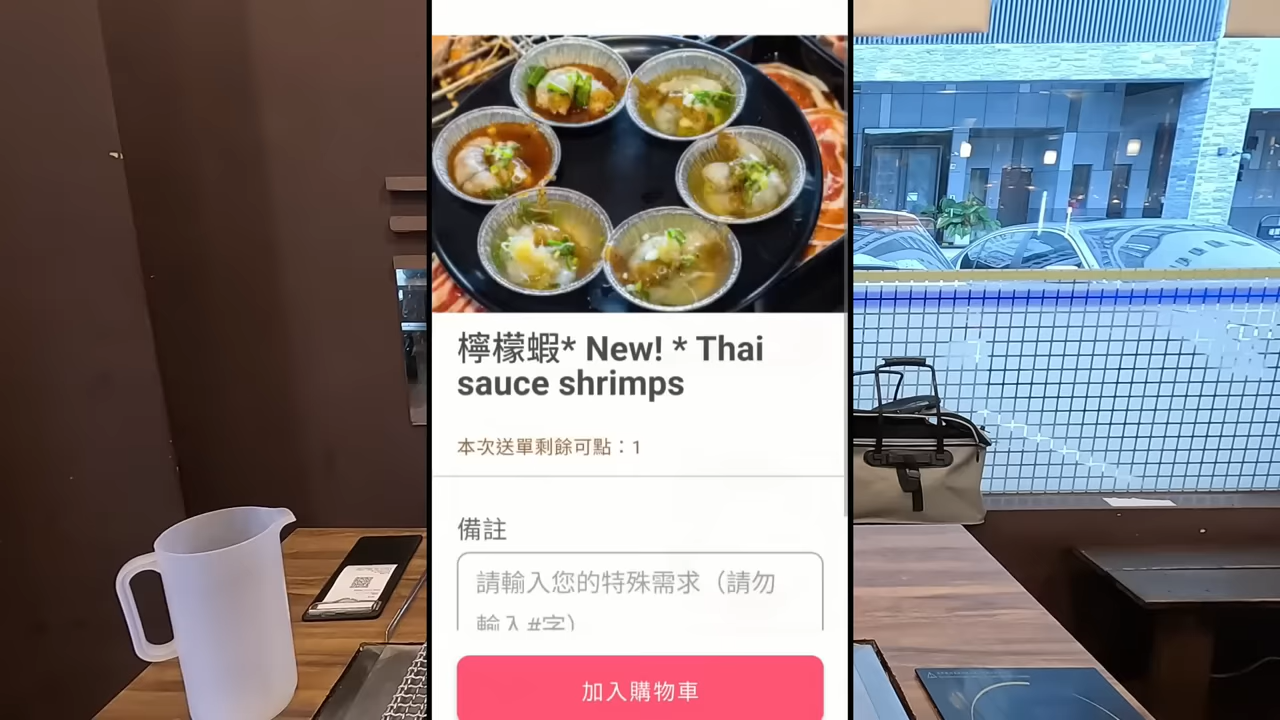 檸檬蝦* New! * Thai
sauce shrimps
本次送單剩餘可點：1
備註
請輸入您的特殊需求（請勿
輸入 #字）
加入購物車